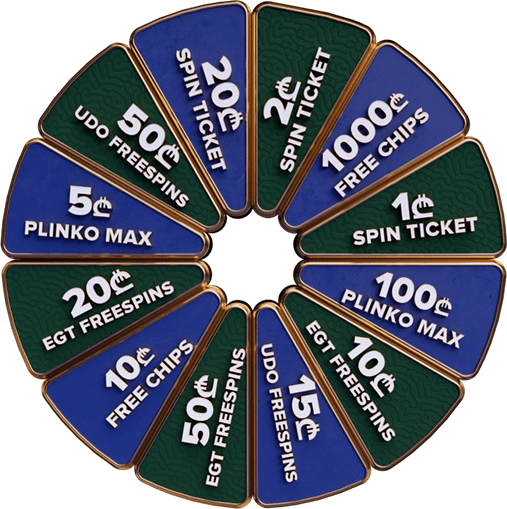 20₾
SPIN TICKET
2₾
SPIN TICKET
1000₾
FREE CHIPS
1₾
SPIN TICKET
100₾
PLINKO MAX
10₾
EGT FREESPINS
15₾
UDO FREESPINS
50₾
EGT FREESPINS
10₾
FREE CHIPS
20₾
EGT FREESPINS
5₾
PLINKO MAX
50₾
UDO FREESPINS